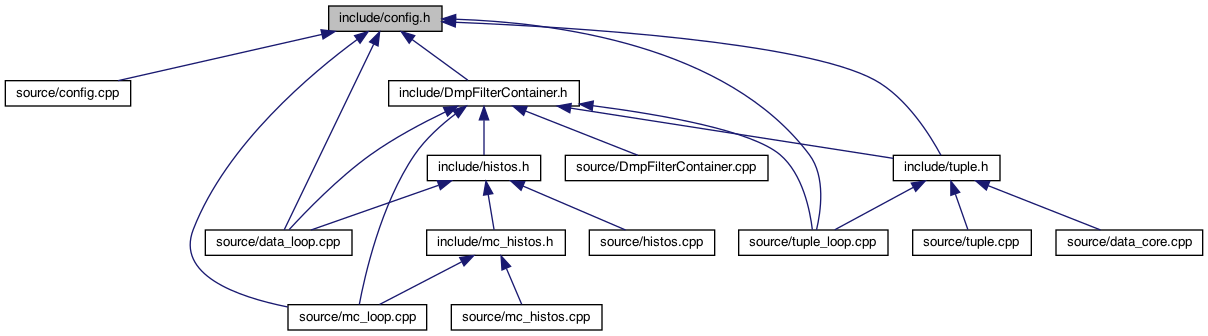 include/config.h
source/config.cpp
include/DmpFilterContainer.h
include/histos.h
source/DmpFilterContainer.cpp
include/tuple.h
source/data_loop.cpp
include/mc_histos.h
source/histos.cpp
source/tuple_loop.cpp
source/tuple.cpp
source/data_core.cpp
source/mc_loop.cpp
source/mc_histos.cpp